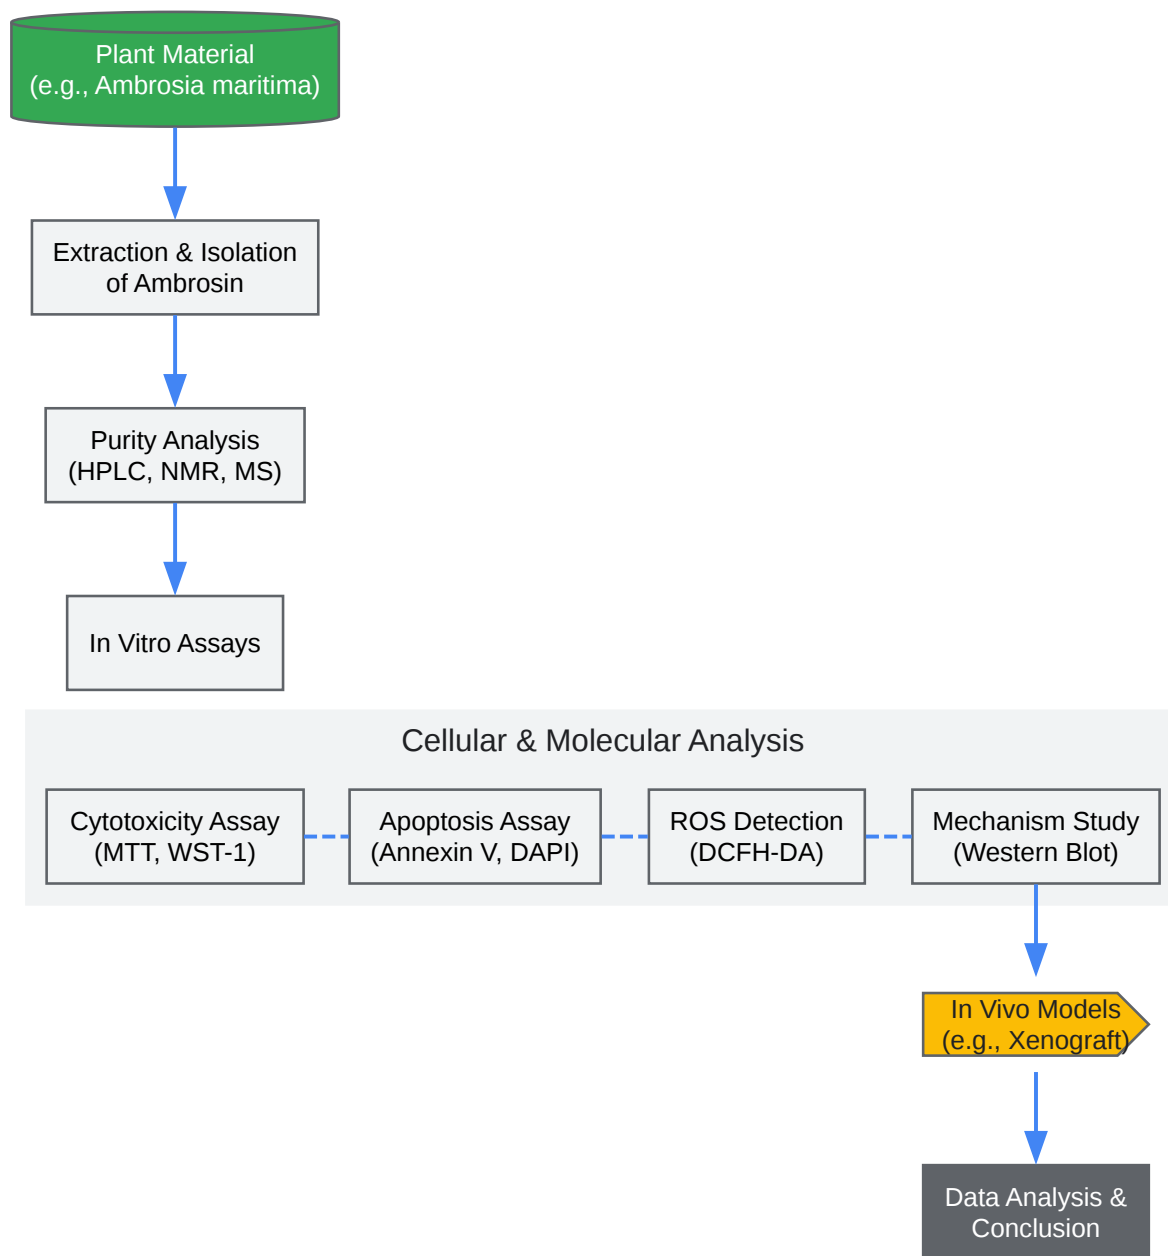 Plant Material
(e.g., Ambrosia maritima)
Extraction & Isolation
of Ambrosin
Purity Analysis
(HPLC, NMR, MS)
In Vitro Assays
Cellular & Molecular Analysis
Cytotoxicity Assay
(MTT, WST-1)
Apoptosis Assay
(Annexin V, DAPI)
ROS Detection
(DCFH-DA)
Mechanism Study
(Western Blot)
In Vivo Models
(e.g., Xenograft)
Data Analysis &
Conclusion